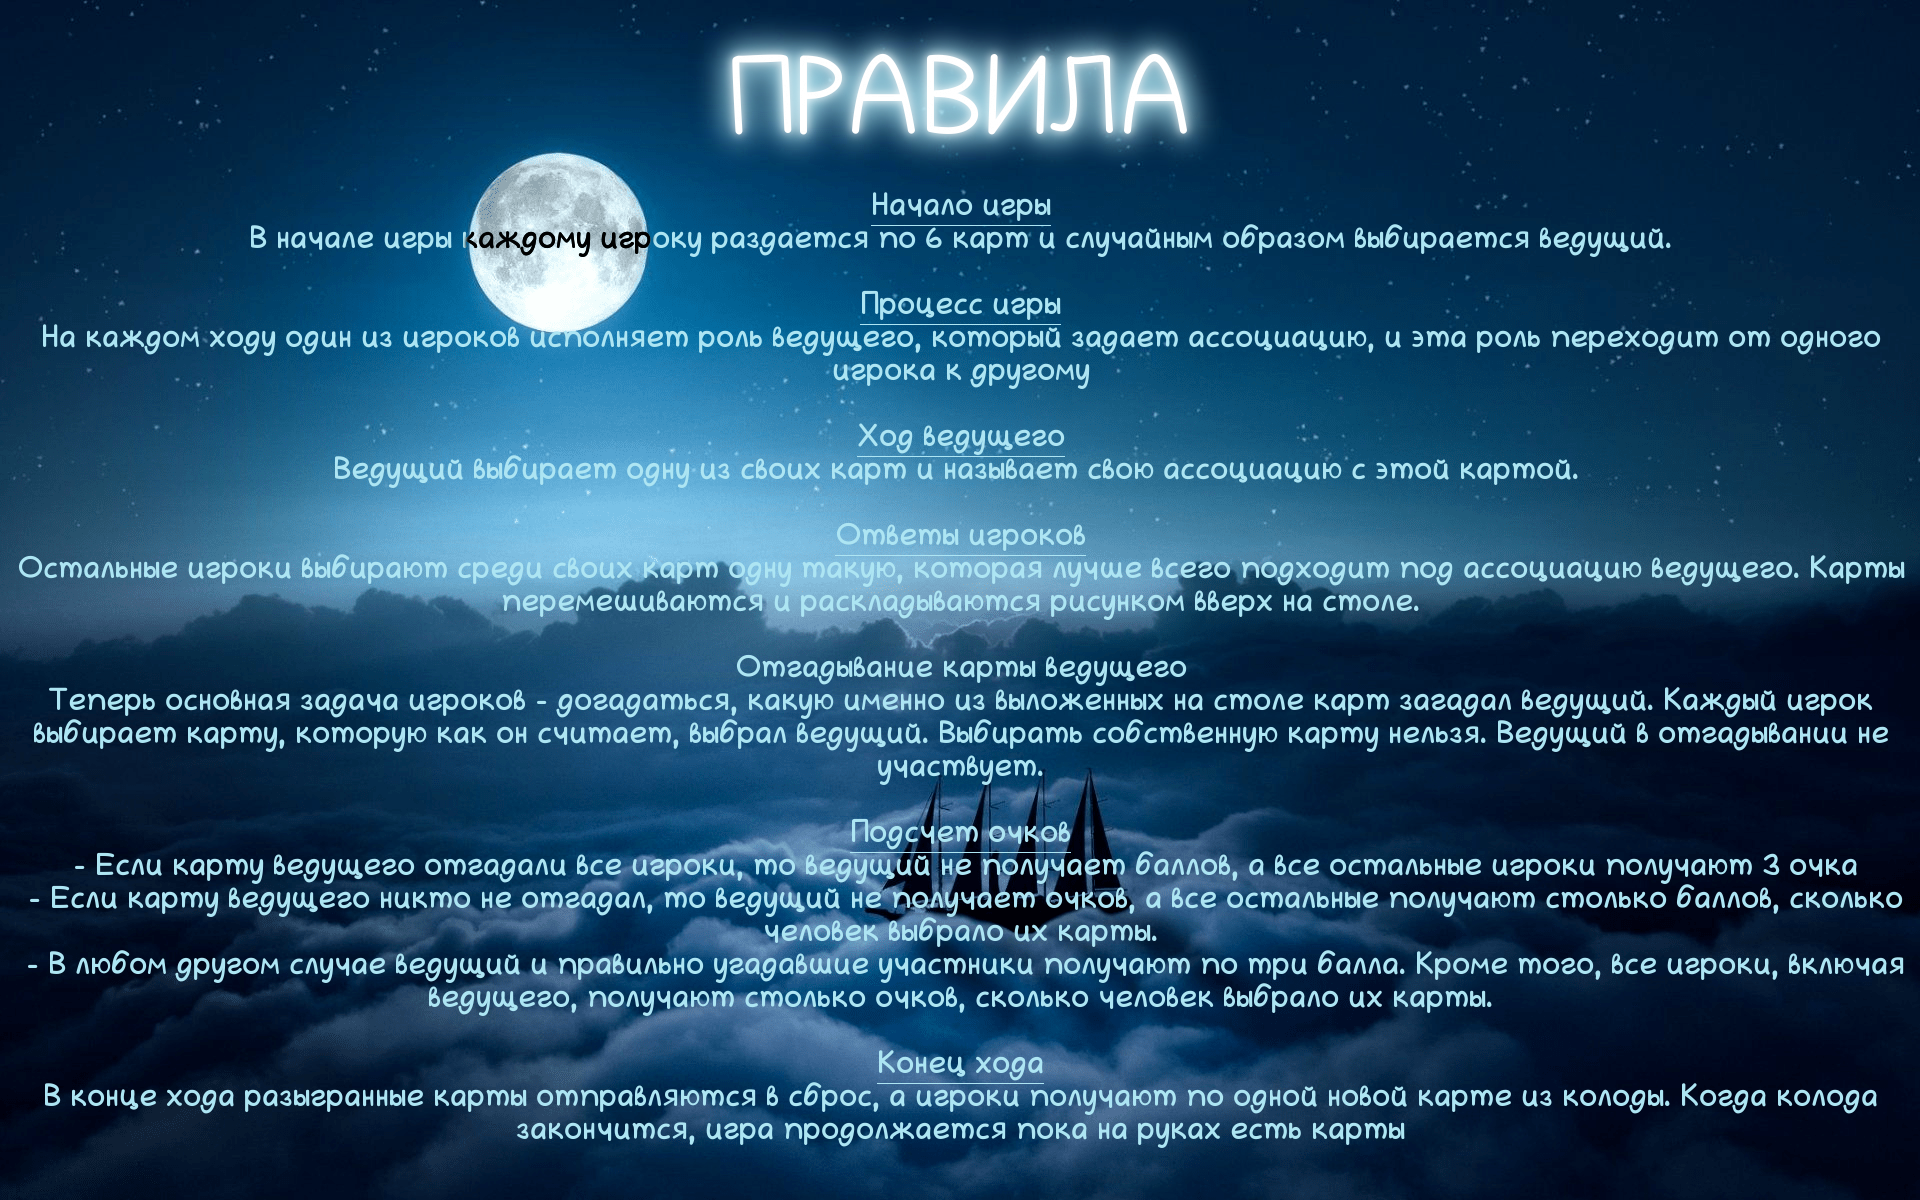 ПРАВИЛА
Начало игры
В начале игры каждому игроку раздается по 6 карт и случайным образом выбирается ведущий.
Процесс игры
На каждом ходу один из игроков исполняет роль ведущего, который задает ассоциацию, и эта роль переходит от одного
игрока к другому
Ход ведущего
Ведущий выбирает одну из своих карт и называет свою ассоциацию с этой картой.
Ответы игроков
Остальные игроки выбирают среди своих карт одну такую, которая лучше всего подходит под ассоциацию ведущего. Карты
перемешиваются и раскладываются рисунком вверх на столе.
Отгадывание карты ведущего
Теперь основная задача игроков - догадаться, какую именно из выложенных на столе карт загадал ведущий. Каждый игрок
выбирает карту, которую как он считает, выбрал ведущий. Выбирать собственную карту нельзя. Ведущий в отгадывании не
участвует.
Подсчет очков
- Если карту ведущего отгадали все игроки, то ведущий не получает баллов, а все остальные игроки получают 3 очка
- Если карту ведущего никто не отгадал, то ведущий не получает очков, а все остальные получают столько баллов, сколько
человек выбрало их карты.
- В любом другом случае ведущий и правильно угадавшие участники получают по три балла. Кроме того, все игроки, включая
ведущего, получают столько очков, сколько человек выбрало их карты.
Конец хода
В конце хода разыгранные карты отправляются в сброс, а игроки получают по одной новой карте из колоды. Когда колода
закончится, игра продолжается пока на руках есть карты